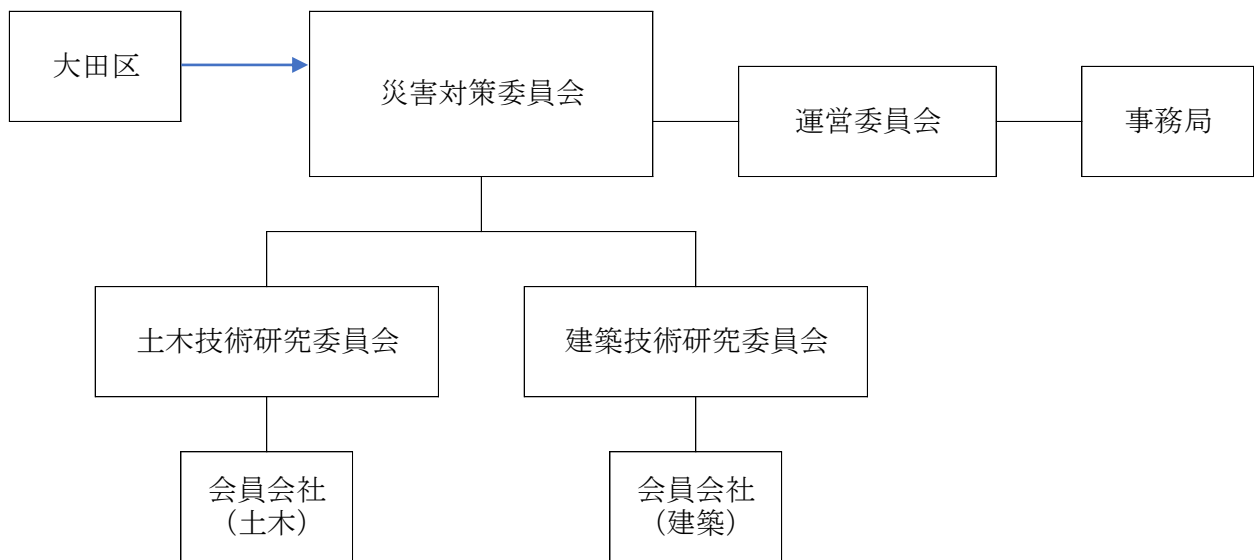 大田区
災害対策委員会
運営委員会
事務局
土木技術研究委員会
建築技術研究委員会
会員会社
（土木）
会員会社
（建築）